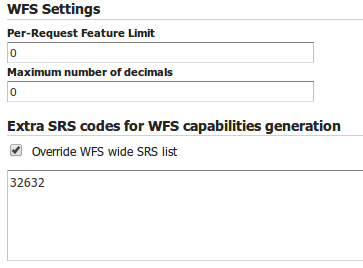 WFS Settings
Per-Request Feature Limit
0
Maximum number of decimals
0
Extra SRS codes for WFS capabilities generation
Override WFS wide SRS list
32632